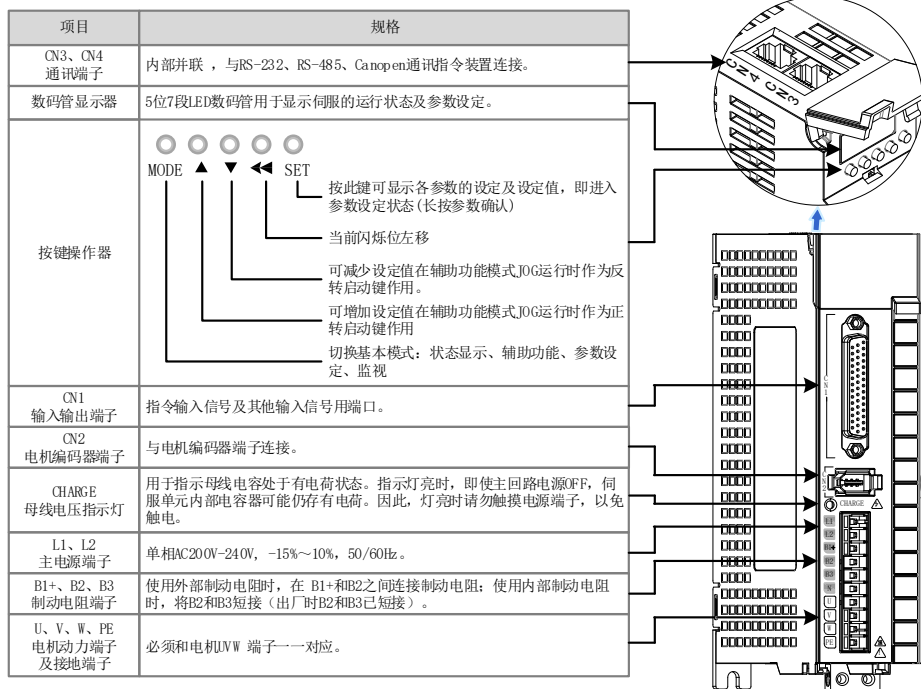 项目
规格
CN3、CN4
通讯端子
内部并联 ，与RS-232、RS-485、Canopen通讯指令装置连接。
数码管显示器
5位7段LED数码管用于显示伺服的运行状态及参数设定。
按键操作器
MODE ▲ ▼ ◀◀ SET
按此键可显示各参数的设定及设定值，即进入
参数设定状态(长按参数确认)
当前闪烁位左移
可减少设定值在辅助功能模式JOG运行时作为反
转启动键作用。
可增加设定值在辅助功能模式JOG运行时作为正
转启动键作用
切换基本模式：状态显示、辅助功能、参数设
定、监视
CN1
输入输出端子
指令输入信号及其他输入信号用端口。
CN2
电机编码器端子
与电机编码器端子连接。
CHARGE
母线电压指示灯
用于指示母线电容处于有电荷状态。指示灯亮时，即使主回路电源OFF，伺
服单元内部电容器可能仍存有电荷。因此，灯亮时请勿触摸电源端子，以免
触电。
L1、L2
主电源端子
单相AC200V-240V, -15%～10%，50/60Hz。
B1+、B2、B3
制动电阻端子
使用外部制动电阻时，在 B1+和B2之间连接制动电阻；使用内部制动电阻
时，将B2和B3短接（出厂时B2和B3已短接）。
U、V、W、PE
电机动力端子
及接地端子
必须和电机UVW 端子一一对应。
CN4
CN3
CN1
CN2
CHARGE
L1
L2
B1+
B2
B3
N
U
V
W
PE